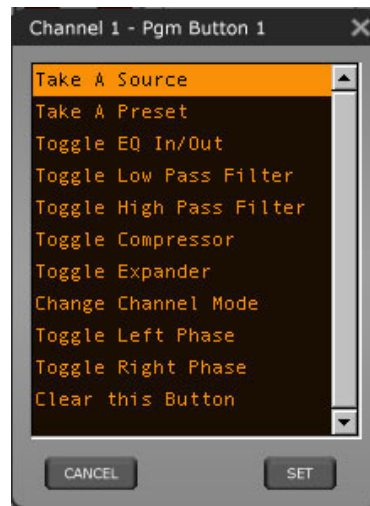 Channel 1 - Pgm Button 1
Take A Source
Take A Preset
Toggle EQ In/Out
Toggle Low Pass Filter
Toggle High Pass Filter
Toggle Compressor
Toggle Expander
Change Channel Mode
Toggle Left Phase
Toggle Right Phase
Clear this Button
CANCEL SET